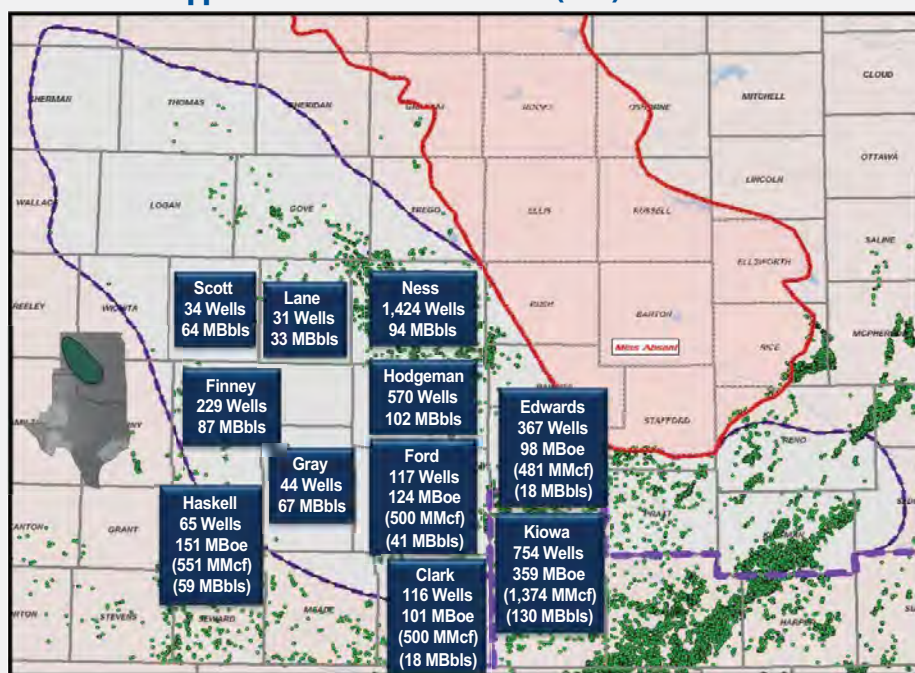 SHERMAN
THOMAS
SHERIDAN
GRAHAM
ROOKS
OSBORNE
MITCHELL
CLOUD
OTTAWA
LINCOLN
WALLACE
LOGAN
GOVE
TREGO
ELLIS
RUSSELL
SALINE
ELLSWORTH
GREELEY
WICHITA
Scott
34 Wells
64 MBbls
Lane
31 Wells
33 MBbls
Ness
1,424 Wells
94 MBbls
RUSH
BARTON
Miss Absent
RICE
MCPHERSON
Finney
229 Wells
87 MBbls
Hodgeman
570 Wells
102 MBbls
Edwards
367 Wells
98 MBoe
(481 MMcf)
(18 MBbls)
STAFFORD
RENO
Gray
44 Wells
67 MBbls
Ford
117 Wells
124 MBoe
(500 MMcf)
(41 MBbls)
Haskell
65 Wells
151 MBoe
(551 MMcf)
(59 MBbls)
GRANT
Kiowa
754 Wells
359 MBoe
(1,374 MMcf)
(130 MBbls)
PRATT
Clark
116 Wells
101 MBoe
(500 MMcf)
(18 MBbls)
STEVENS
SEWARD
MEADE
HARPER